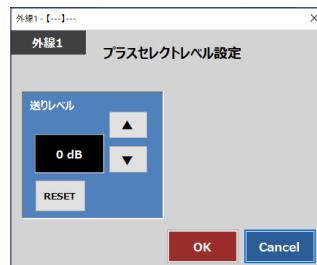 外線1 - 【---】---
外線1
プラスセレクトレベル設定
送りレベル
▲
0 dB
▼
RESET
OK
Cancel